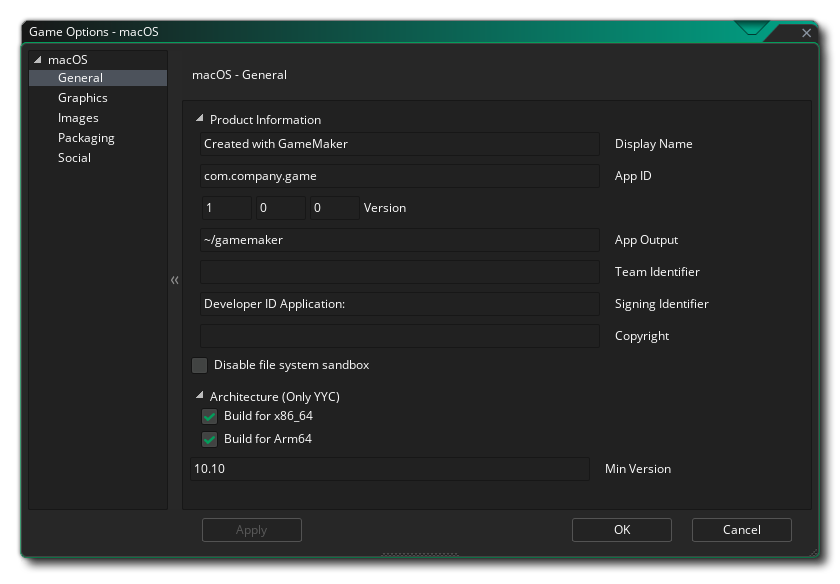 Game Options - macOS
macOS
General
Graphics
Images
Packaging
Social
macOS - General
Product Information
Created with GameMaker Display Name
com.company.game App ID
1 0 0 Version
~/gamemaker App Output
Team Identifier
Developer ID Application: Signing Identifier
Copyright
Disable file system sandbox
Architecture (Only YYC)
Build for x86_64
Build for Arm64
10.10 Min Version
Apply OK Cancel